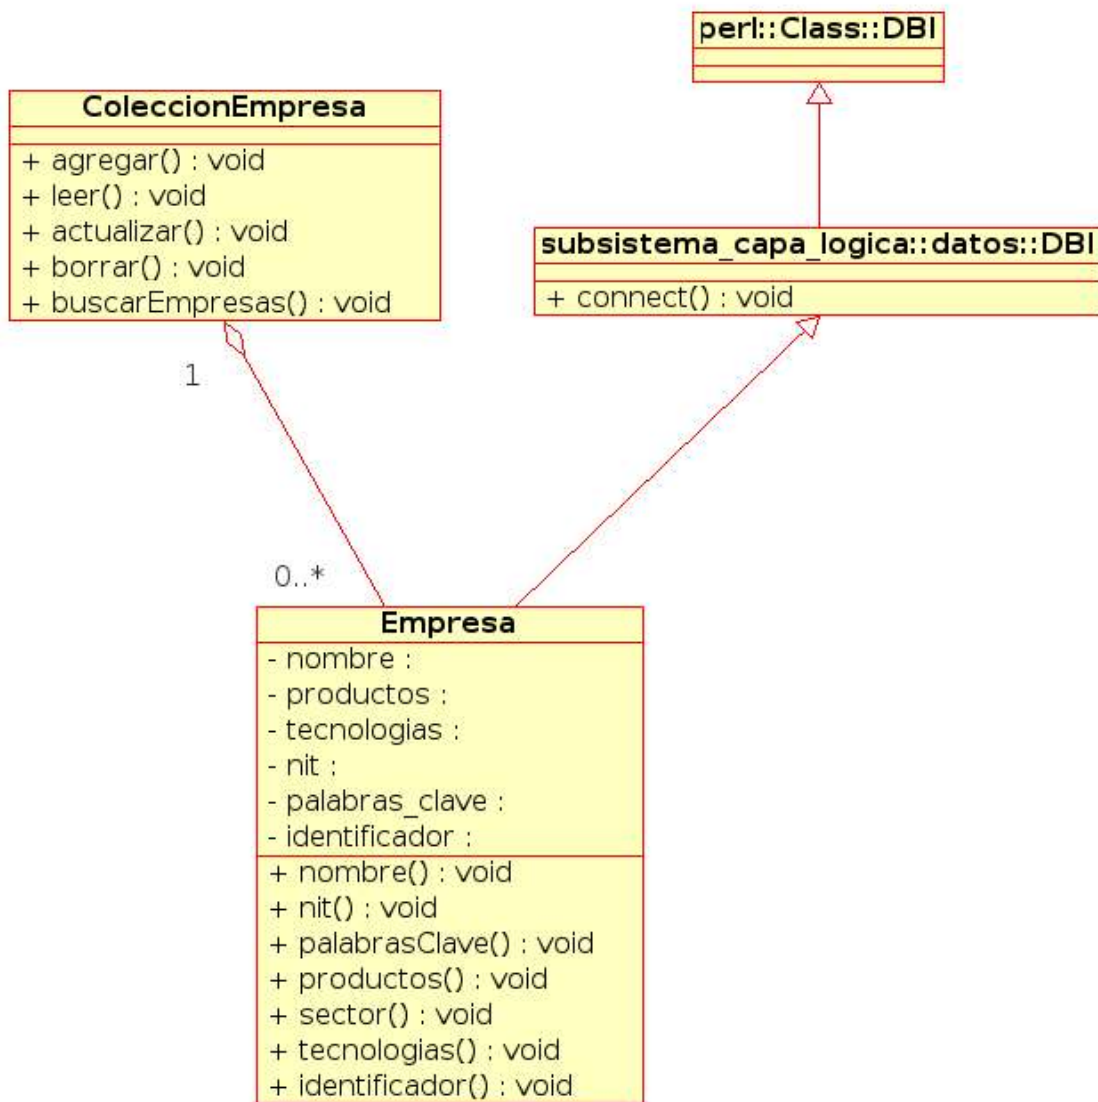 perl::Class::DBI
ColeccionEmpresa
+ agregar() : void
+ leer() : void
+ actualizar() : void
+ borrar() : void
+ buscarEmpresas() : void
subsistema_capa_logica::datos::DBI
+ connect() : void
1
0..*
Empresa
- nombre :
- productos :
- tecnologias :
- nit :
- palabras_clave :
- identificador :
+ nombre() : void
+ nit() : void
+ palabrasClave() : void
+ productos() : void
+ sector() : void
+ tecnologias() : void
+ identificador() : void